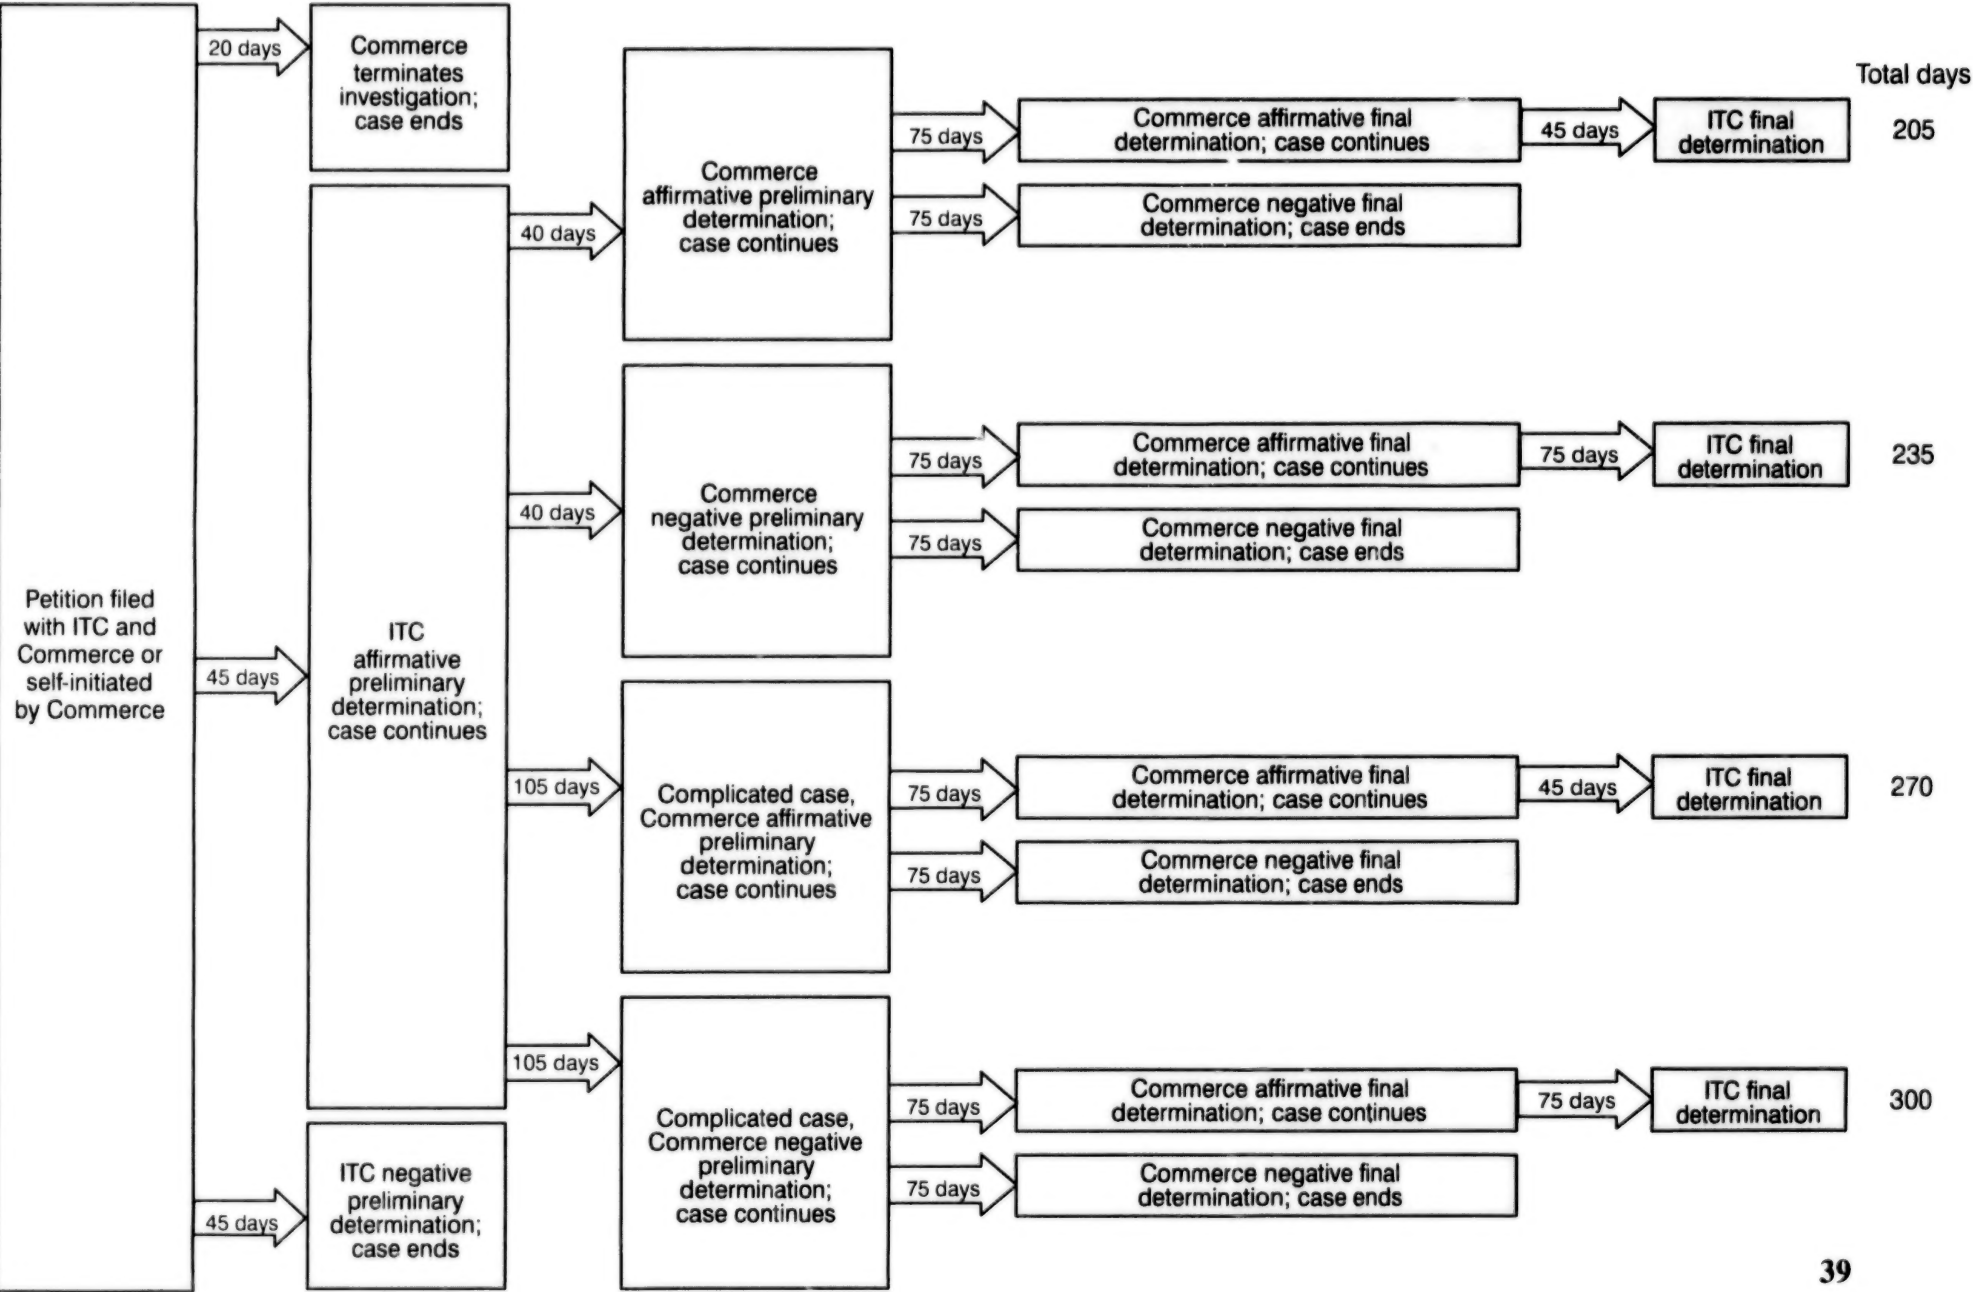 20 days
Commerce
terminates
investigation;
case ends
Total days
75 days
Commerce affirmative final
determination; case continues
45 days
ITC final
determination
205
Commerce
affirmative preliminary
determination;
case continues
40 days
75 days
Commerce negative final
determination; case ends
75 days
Commerce affirmative final
determination; case continues
75 days
ITC final
determination
235
40 days
Commerce
negative preliminary
determination;
case continues
75 days
Commerce negative final
determination; case ends
Petition filed
with ITC and
Commerce or
self-initiated
by Commerce
45 days
ITC
affirmative
preliminary
determination;
case continues
105 days
Complicated case,
Commerce affirmative
preliminary
determination;
case continues
75 days
Commerce affirmative final
determination; case continues
45 days
ITC final
determination
270
75 days
Commerce negative final
determination; case ends
105 days
Complicated case,
Commerce negative
preliminary
determination;
case continues
75 days
Commerce affirmative final
determination; case continues
75 days
ITC final
determination
300
75 days
Commerce negative final
determination; case ends
45 days
ITC negative
preliminary
determination;
case ends
39